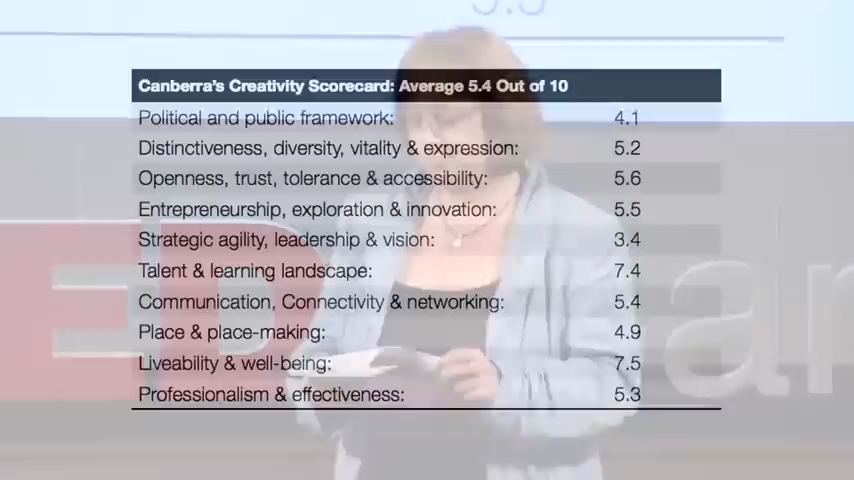 5.3
Canberra's Creativity Scorecard: Average 5.4 Out of 10
Political and public framework: 4.1
Distinctiveness, diversity, vitality & expression: 5.2
Openness, trust, tolerance & accessibility: 5.6
Entrepreneurship, exploration & innovation: 5.5
Strategic agility, leadership & vision: 3.4
Talent & learning landscape: 7.4
Communication, Connectivity & networking: 5.4
Place & place-making: 4.9
Liveability & well-being: 7.5
Professionalism & effectiveness: 5.3